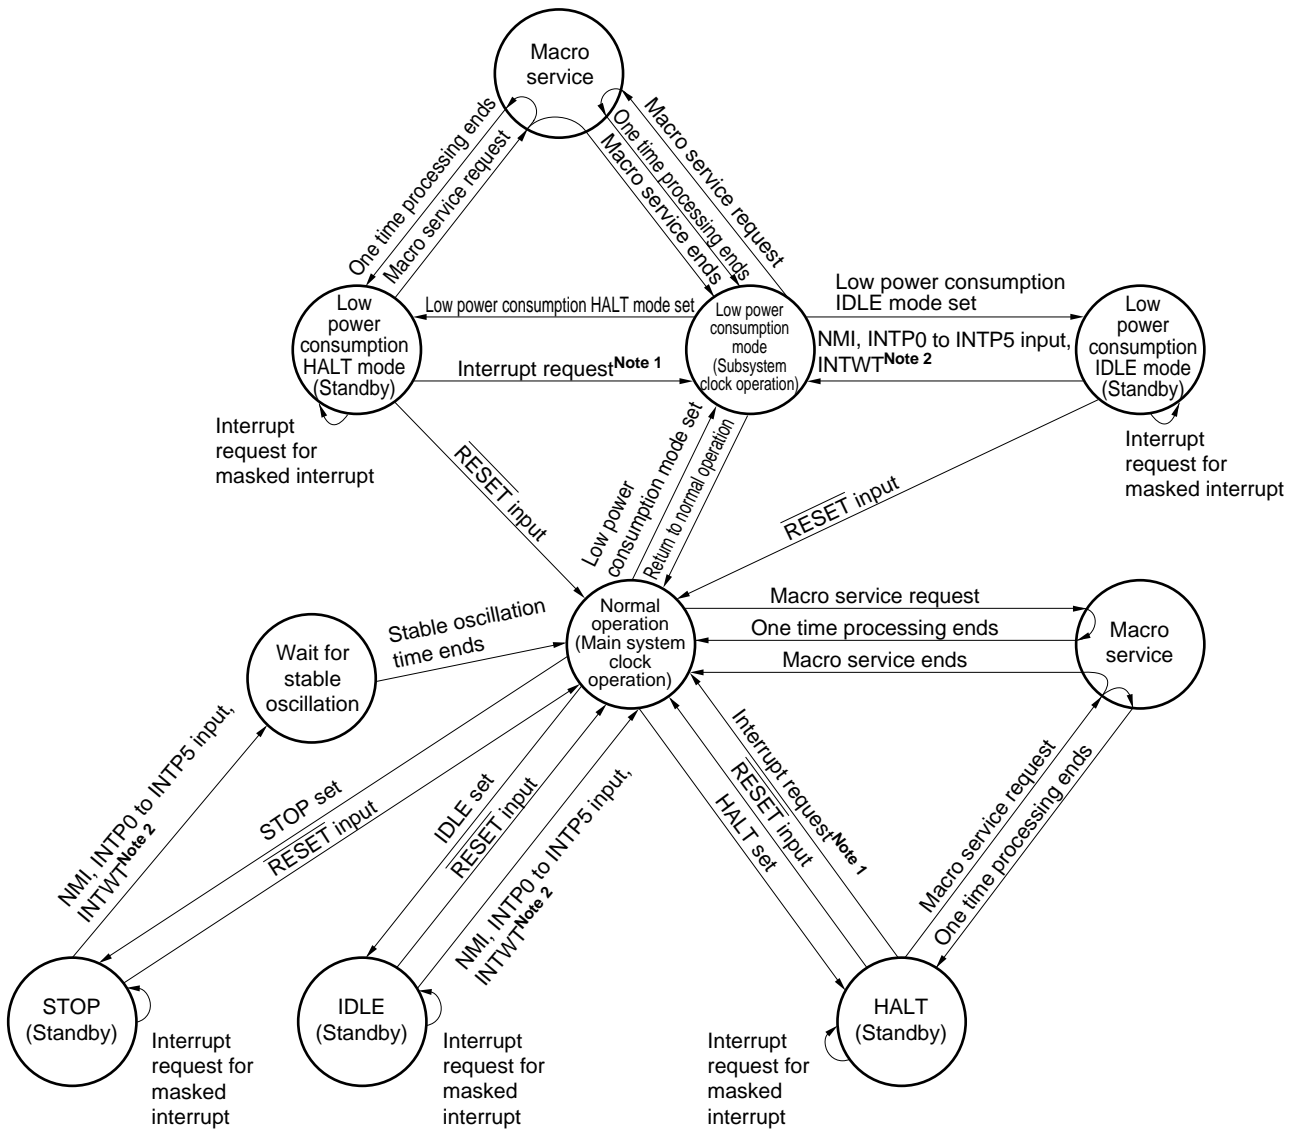 Macro
service
One time processing ends
Macro service request
Macro service request
One time processing ends
Macro service ends
Low
power
consumption
HALT mode
(Standby)
Low power consumption HALT mode set
Interrupt requestNote 1
Low power
consumption
mode
(Subsystem
clock operation)
Low power consumption
IDLE mode set
NMI, INTP0 to INTP5 input,
INTWTNote 2
Low
power
consumption
IDLE mode
(Standby)
Interrupt
request for
masked interrupt
Interrupt
request for
masked interrupt
RESET input
Low power
consumption mode set
Return to normal operation
RESET input
Wait for
stable
oscillation
Stable oscillation
time ends
Normal
operation
(Main system
clock
operation)
Macro service request
One time processing ends
Macro service ends
Macro
service
NMI, INTP0 to INTP5 input,
INTWTNote 2
STOP set
RESET input
IDLE set
RESET input
NMI, INTP0 to INTP5 input,
INTWTNote 2
Interrupt requestNote 1
RESET input
HALT set
Macro service request
One time processing ends
STOP
(Standby)
Interrupt
request for
masked
interrupt
IDLE
(Standby)
Interrupt
request for
masked
interrupt
HALT
(Standby)
Interrupt
request for
masked
interrupt